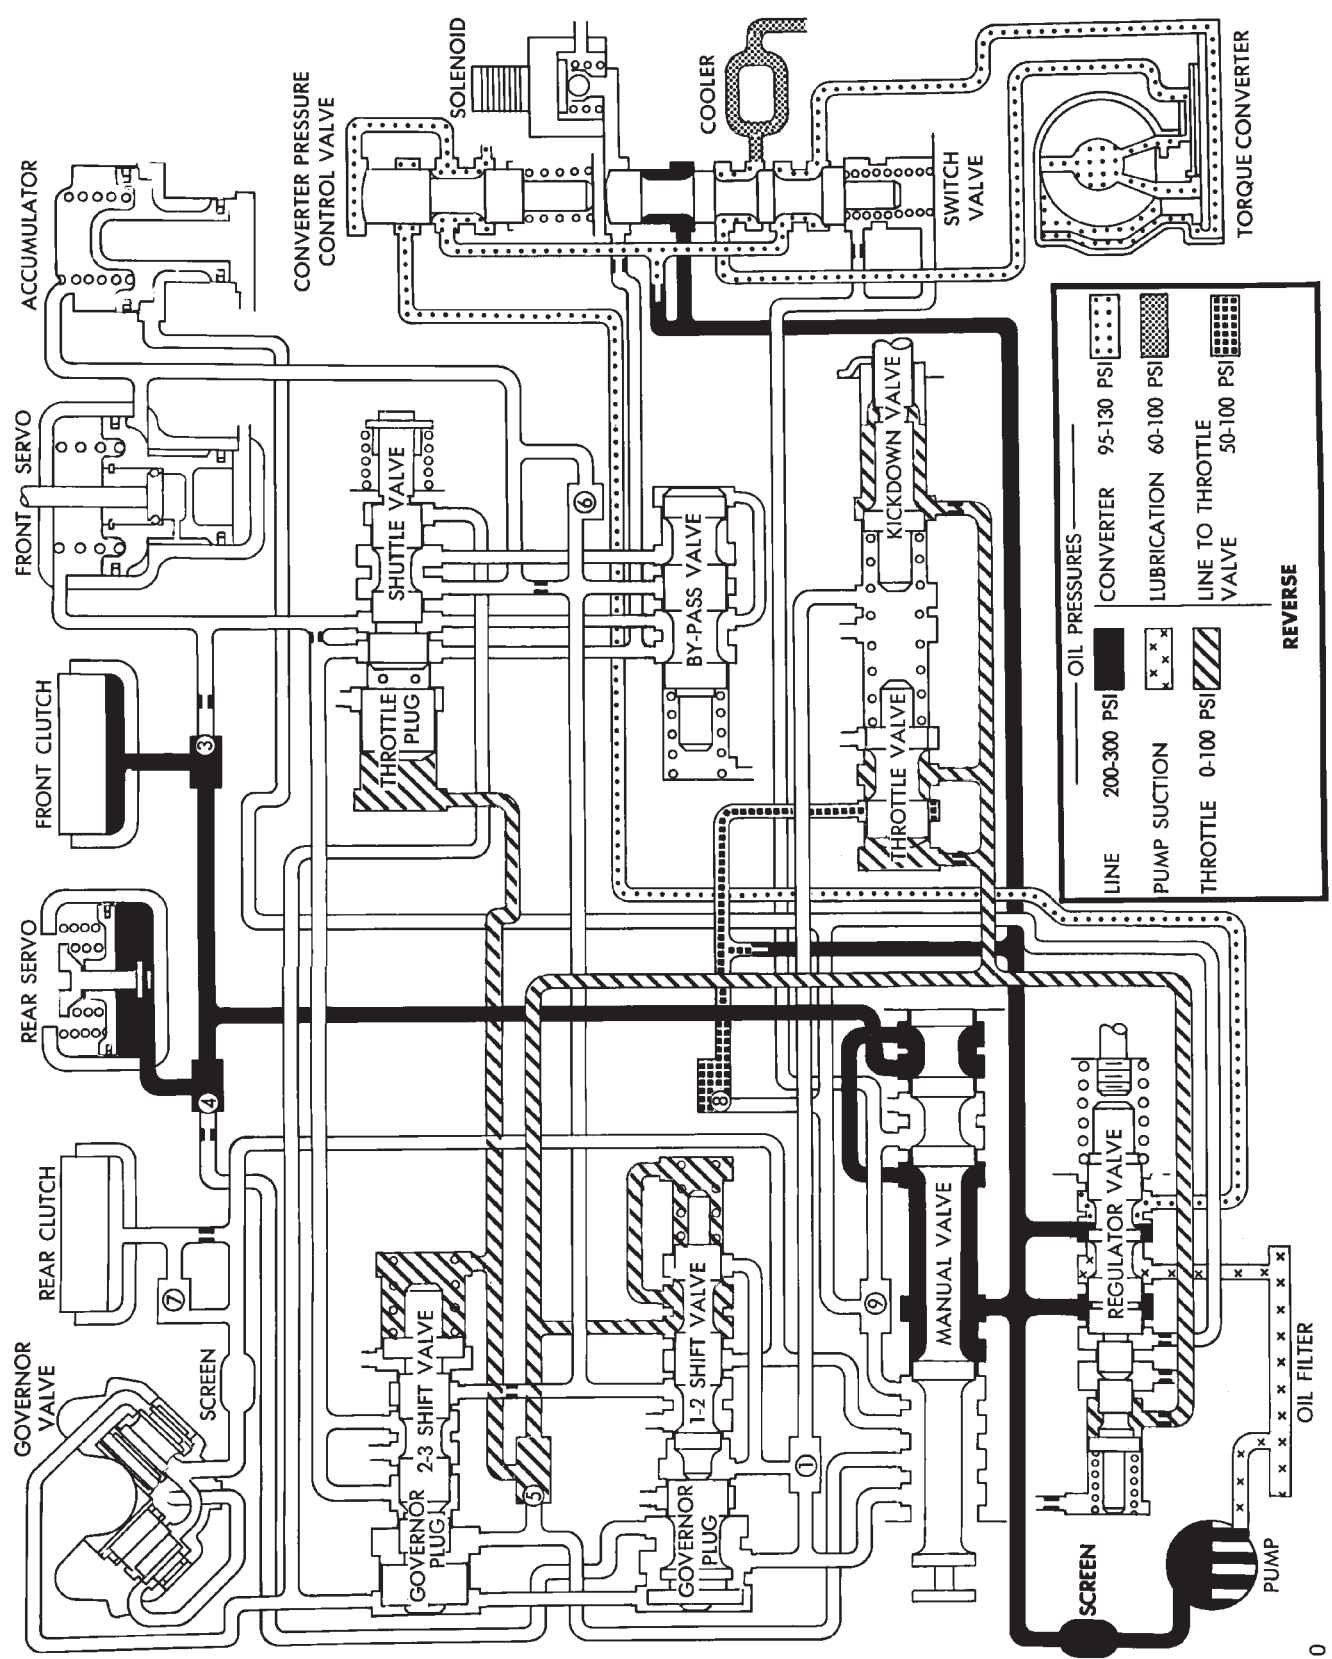 ACCUMULATOR
FRONT SERVO
FRONT CLUTCH
REAR SERVO
REAR CLUTCH
GOVERNOR
VALVE
SCREEN
CONVERTER PRESSURE
CONTROL VALVE
SOLENOID
COOLER
SWITCH
VALVE
TORQUE CONVERTER
SHUTTLE VALVE
THROTTLE
PLUG
BY-PASS VALVE
KICKDOWN VALVE
THROTTLE VALVE
2-3 SHIFT VALVE
GOVERNOR
PLUG
1-2 SHIFT VALVE
GOVERNOR
PLUG
MANUAL VALVE
REGULATOR VALVE
OIL FILTER
PUMP
SCREEN
1
3
4
5
6
7
8
9
OIL PRESSURES
LINE 200-300 PSI
CONVERTER 95-130 PSI
PUMP SUCTION
LUBRICATION 60-100 PSI
THROTTLE 0-100 PSI
LINE TO THROTTLE
VALVE 50-100 PSI
REVERSE
0